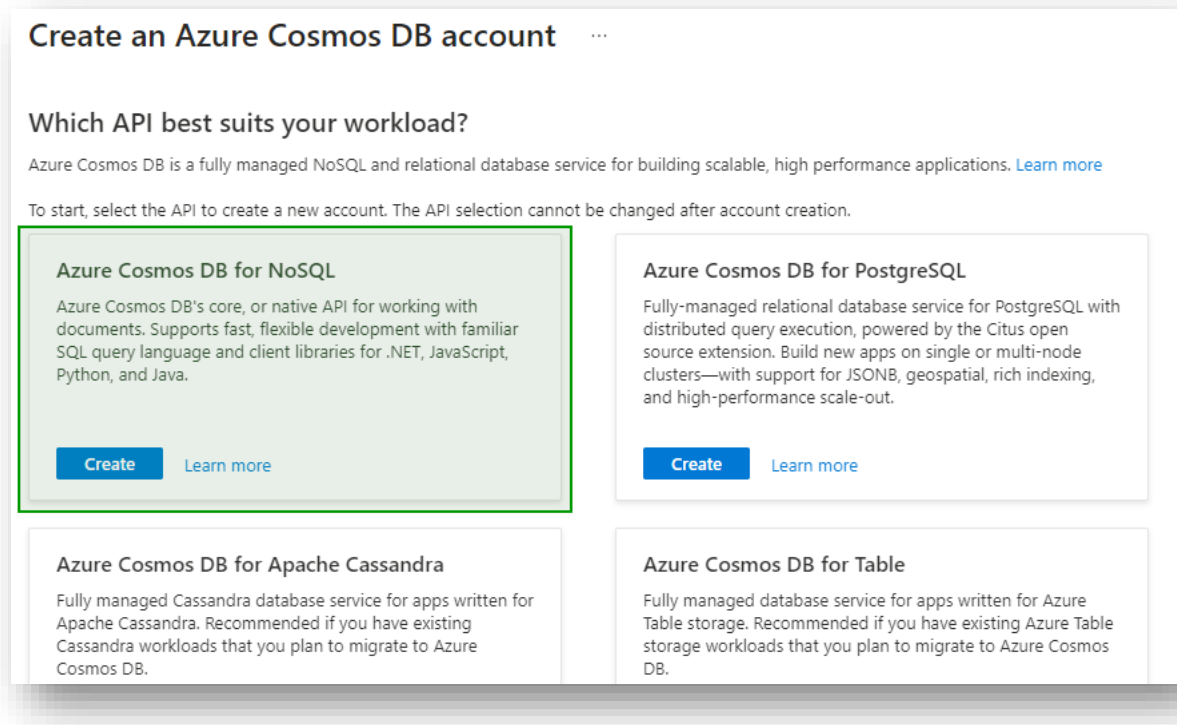 Create an Azure Cosmos DB account ...
Which API best suits your workload?
Azure Cosmos DB is a fully managed NoSQL and relational database service for building scalable, high performance applications. Learn more
To start, select the API to create a new account. The API selection cannot be changed after account creation.
Azure Cosmos DB for NoSQL
Azure Cosmos DB's core, or native API for working with
documents. Supports fast, flexible development with familiar
SQL query language and client libraries for .NET, JavaScript,
Python, and Java.
Create Learn more
Azure Cosmos DB for PostgreSQL
Fully-managed relational database service for PostgreSQL with
distributed query execution, powered by the Citus open
source extension. Build new apps on single or multi-node
clusters—with support for JSONB, geospatial, rich indexing,
and high-performance scale-out.
Create Learn more
Azure Cosmos DB for Apache Cassandra
Fully managed Cassandra database service for apps written for
Apache Cassandra. Recommended if you have existing
Cassandra workloads that you plan to migrate to Azure
Cosmos DB.
Azure Cosmos DB for Table
Fully managed database service for apps written for Azure
Table storage. Recommended if you have existing Azure Table
storage workloads that you plan to migrate to Azure Cosmos
DB.